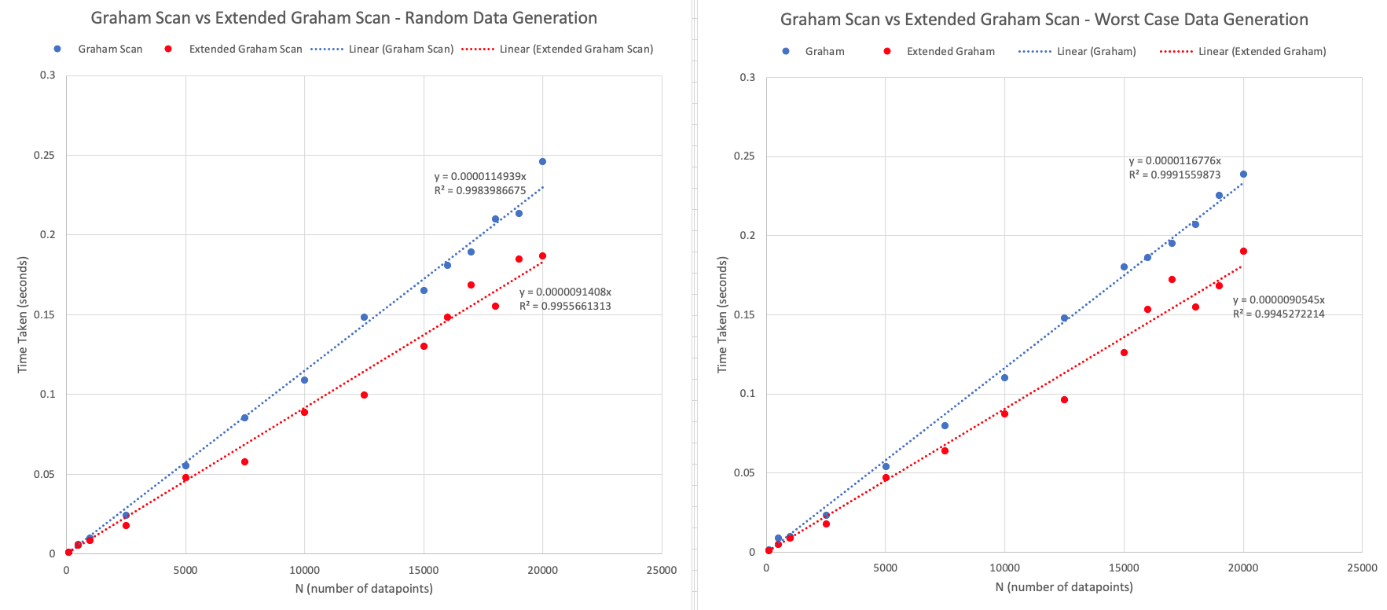 Graham Scan vs Extended Graham Scan - Random Data Generation
Graham Scan Extended Graham Scan Linear (Graham Scan) Linear (Extended Graham Scan)
0.3
0.25
0.2
0.15
0.1
0.05
0
Time Taken (seconds)
y = 0.0000114939x
R² = 0.9983986675
y = 0.0000091408x
R² = 0.9955661313
0 5000 10000 15000 20000 25000
N (number of datapoints)
Graham Scan vs Extended Graham Scan - Worst Case Data Generation
Graham Extended Graham Linear (Graham) Linear (Extended Graham)
0.3
0.25
0.2
0.15
0.1
0.05
0
Time Taken (seconds)
y = 0.0000116776x
R² = 0.9991559873
y = 0.0000090545x
R² = 0.9945272214
0 5000 10000 15000 20000 25000
N (number of datapoints)